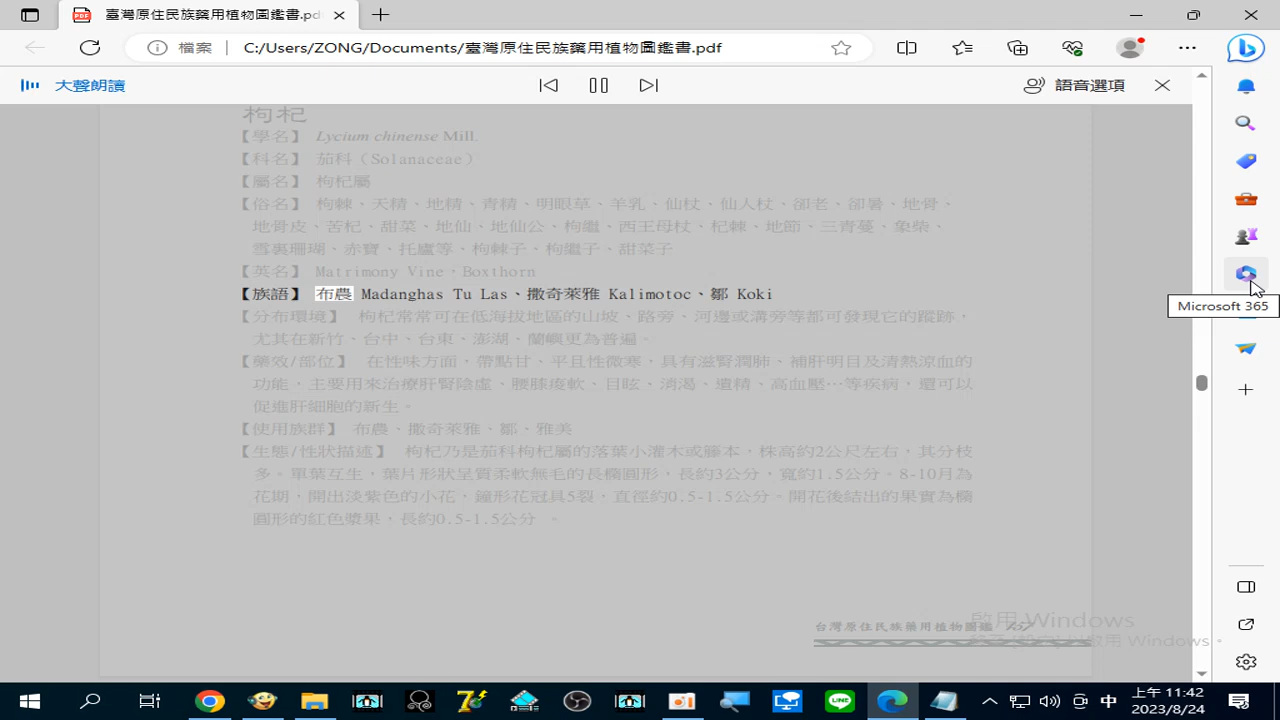 臺灣原住民族藥用植物圖鑑書.pd
檔案
C:/Users/ZONG/Documents/臺灣原住民族藥用植物圖鑑書.pdf
大聲朗讀
語音選項
枸杞
【學名】 Lycium chinense Mill.
【科名】 茄科（Solanaceae）
【屬名】 枸杞屬
【俗名】 枸棘、天精、地精、青精、明眼草、羊乳、仙杖、仙人杖、卻老、卻暑、地骨、
地骨皮、苦杞、甜菜、地仙、地仙公、枸繼、西王母杖、杞棘、地節、三青蔓、象柴、
雪裏珊瑚、赤寶、托盧等、枸棘子、枸繼子、甜菜子
【英名】 Matrimony Vine，Boxthorn
【族語】 布農 Madanghas Tu Las、撒奇萊雅 Kalimotoc、鄒 Koki
【分布環境】 枸杞常常可在低海拔地區的山坡、路旁、河邊或溝旁等都可發現它的蹤跡，
尤其在新竹、台中、台東、澎湖、蘭嶼更為普遍。
【藥效/部位】 在性味方面，帶點甘、平且性微寒，具有滋腎潤肺、補肝明目及清熱涼血的
功能，主要用來治療肝腎陰虛、腰膝痠軟、目眩、消渴、遺精、高血壓…等疾病，還可以
促進肝細胞的新生。
【使用族群】 布農、撒奇萊雅、鄒、雅美
【生態/性狀描述】 枸杞乃是茄科枸杞屬的落葉小灌木或藤本，株高約2公尺左右，其分枝
多。單葉互生，葉片形狀呈質柔軟無毛的長橢圓形，長約3公分，寬約1.5公分。8-10月為
花期，開出淡紫色的小花，鐘形花冠具5裂，直徑約0.5-1.5公分。開花後結出的果實為橢
圓形的紅色漿果，長約0.5-1.5公分 。
Microsoft 365
台灣原住民族藥用植物圖鑑 257
啟用 Windows
移至 [設定] 以啟用 Windows。
中
上午 11:42
2023/8/24
LINE